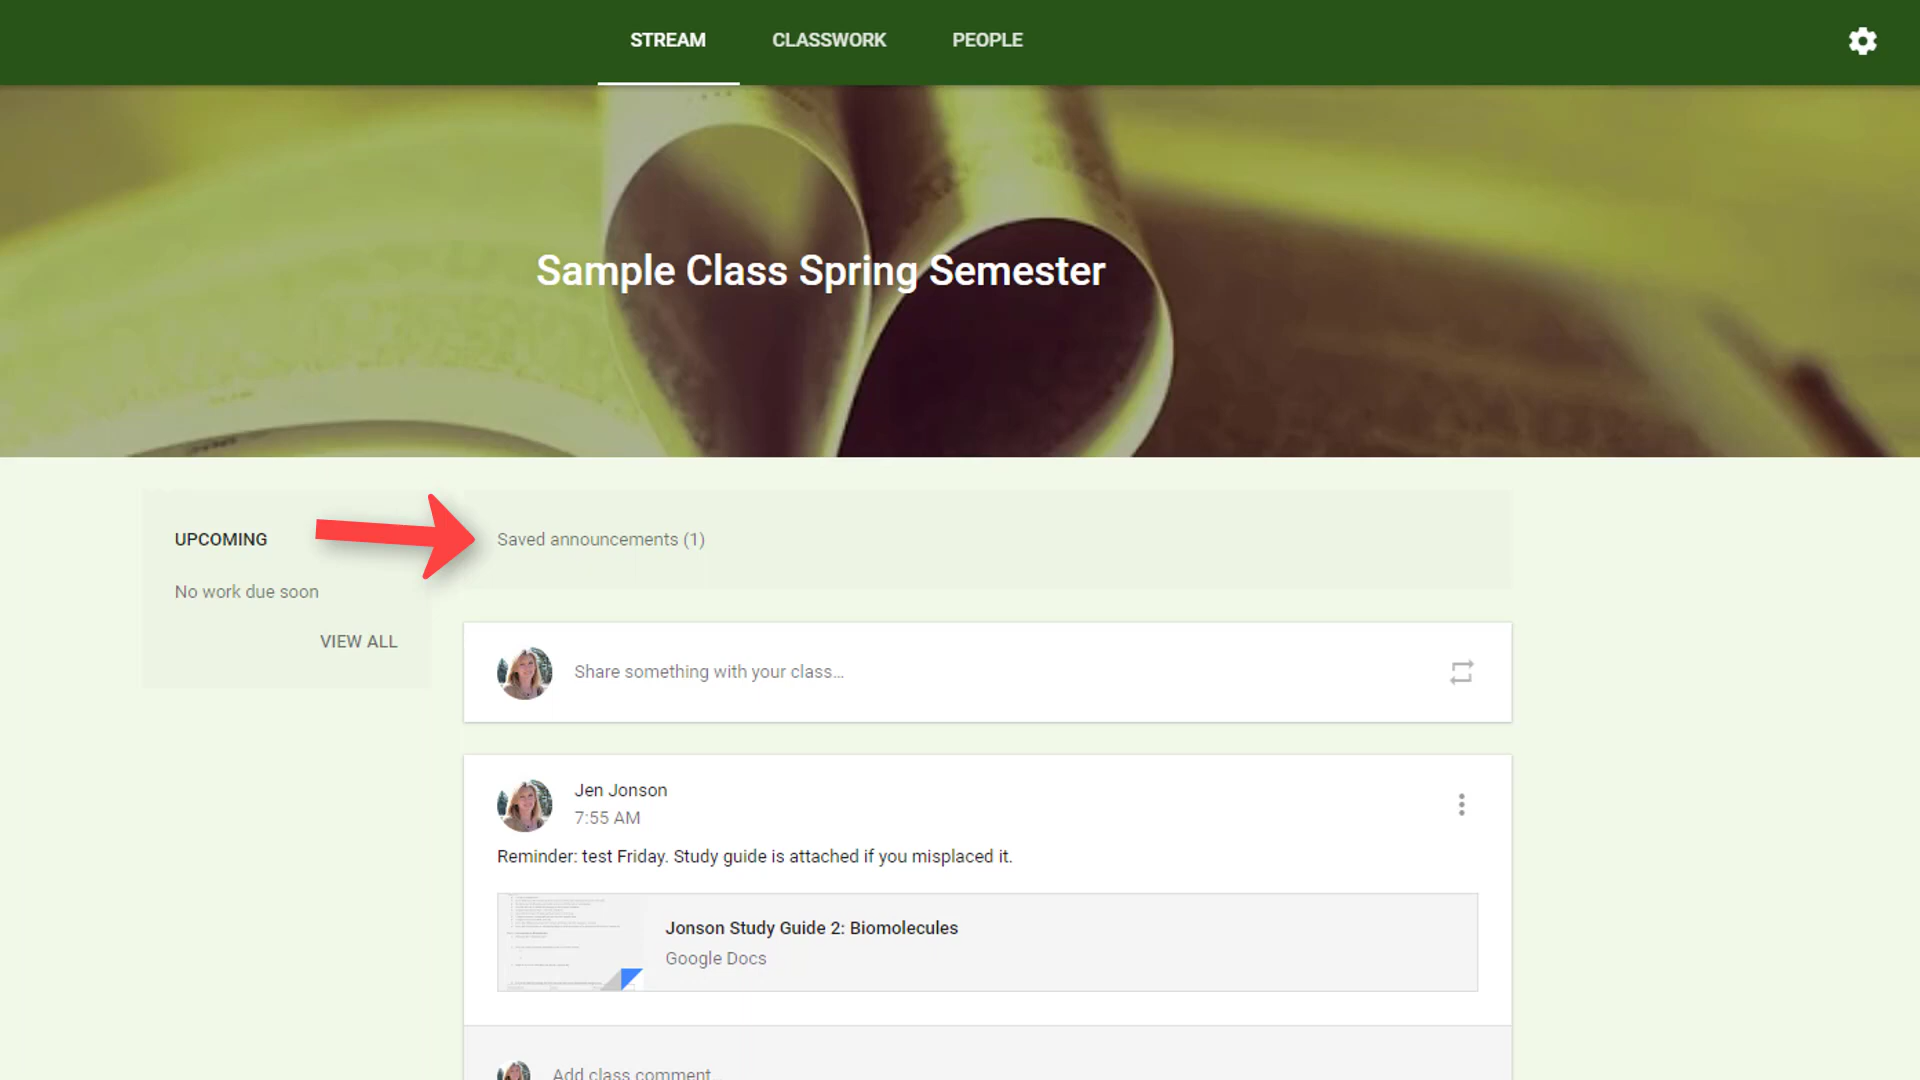 STREAM CLASSWORK PEOPLE
Sample Class Spring Semester
UPCOMING
No work due soon
VIEW ALL
Saved announcements (1)
Share something with your class...
Jen Jonson
7:55 AM
Reminder: test Friday. Study guide is attached if you misplaced it.
Jonson Study Guide 2: Biomolecules
Google Docs
Add class comment...